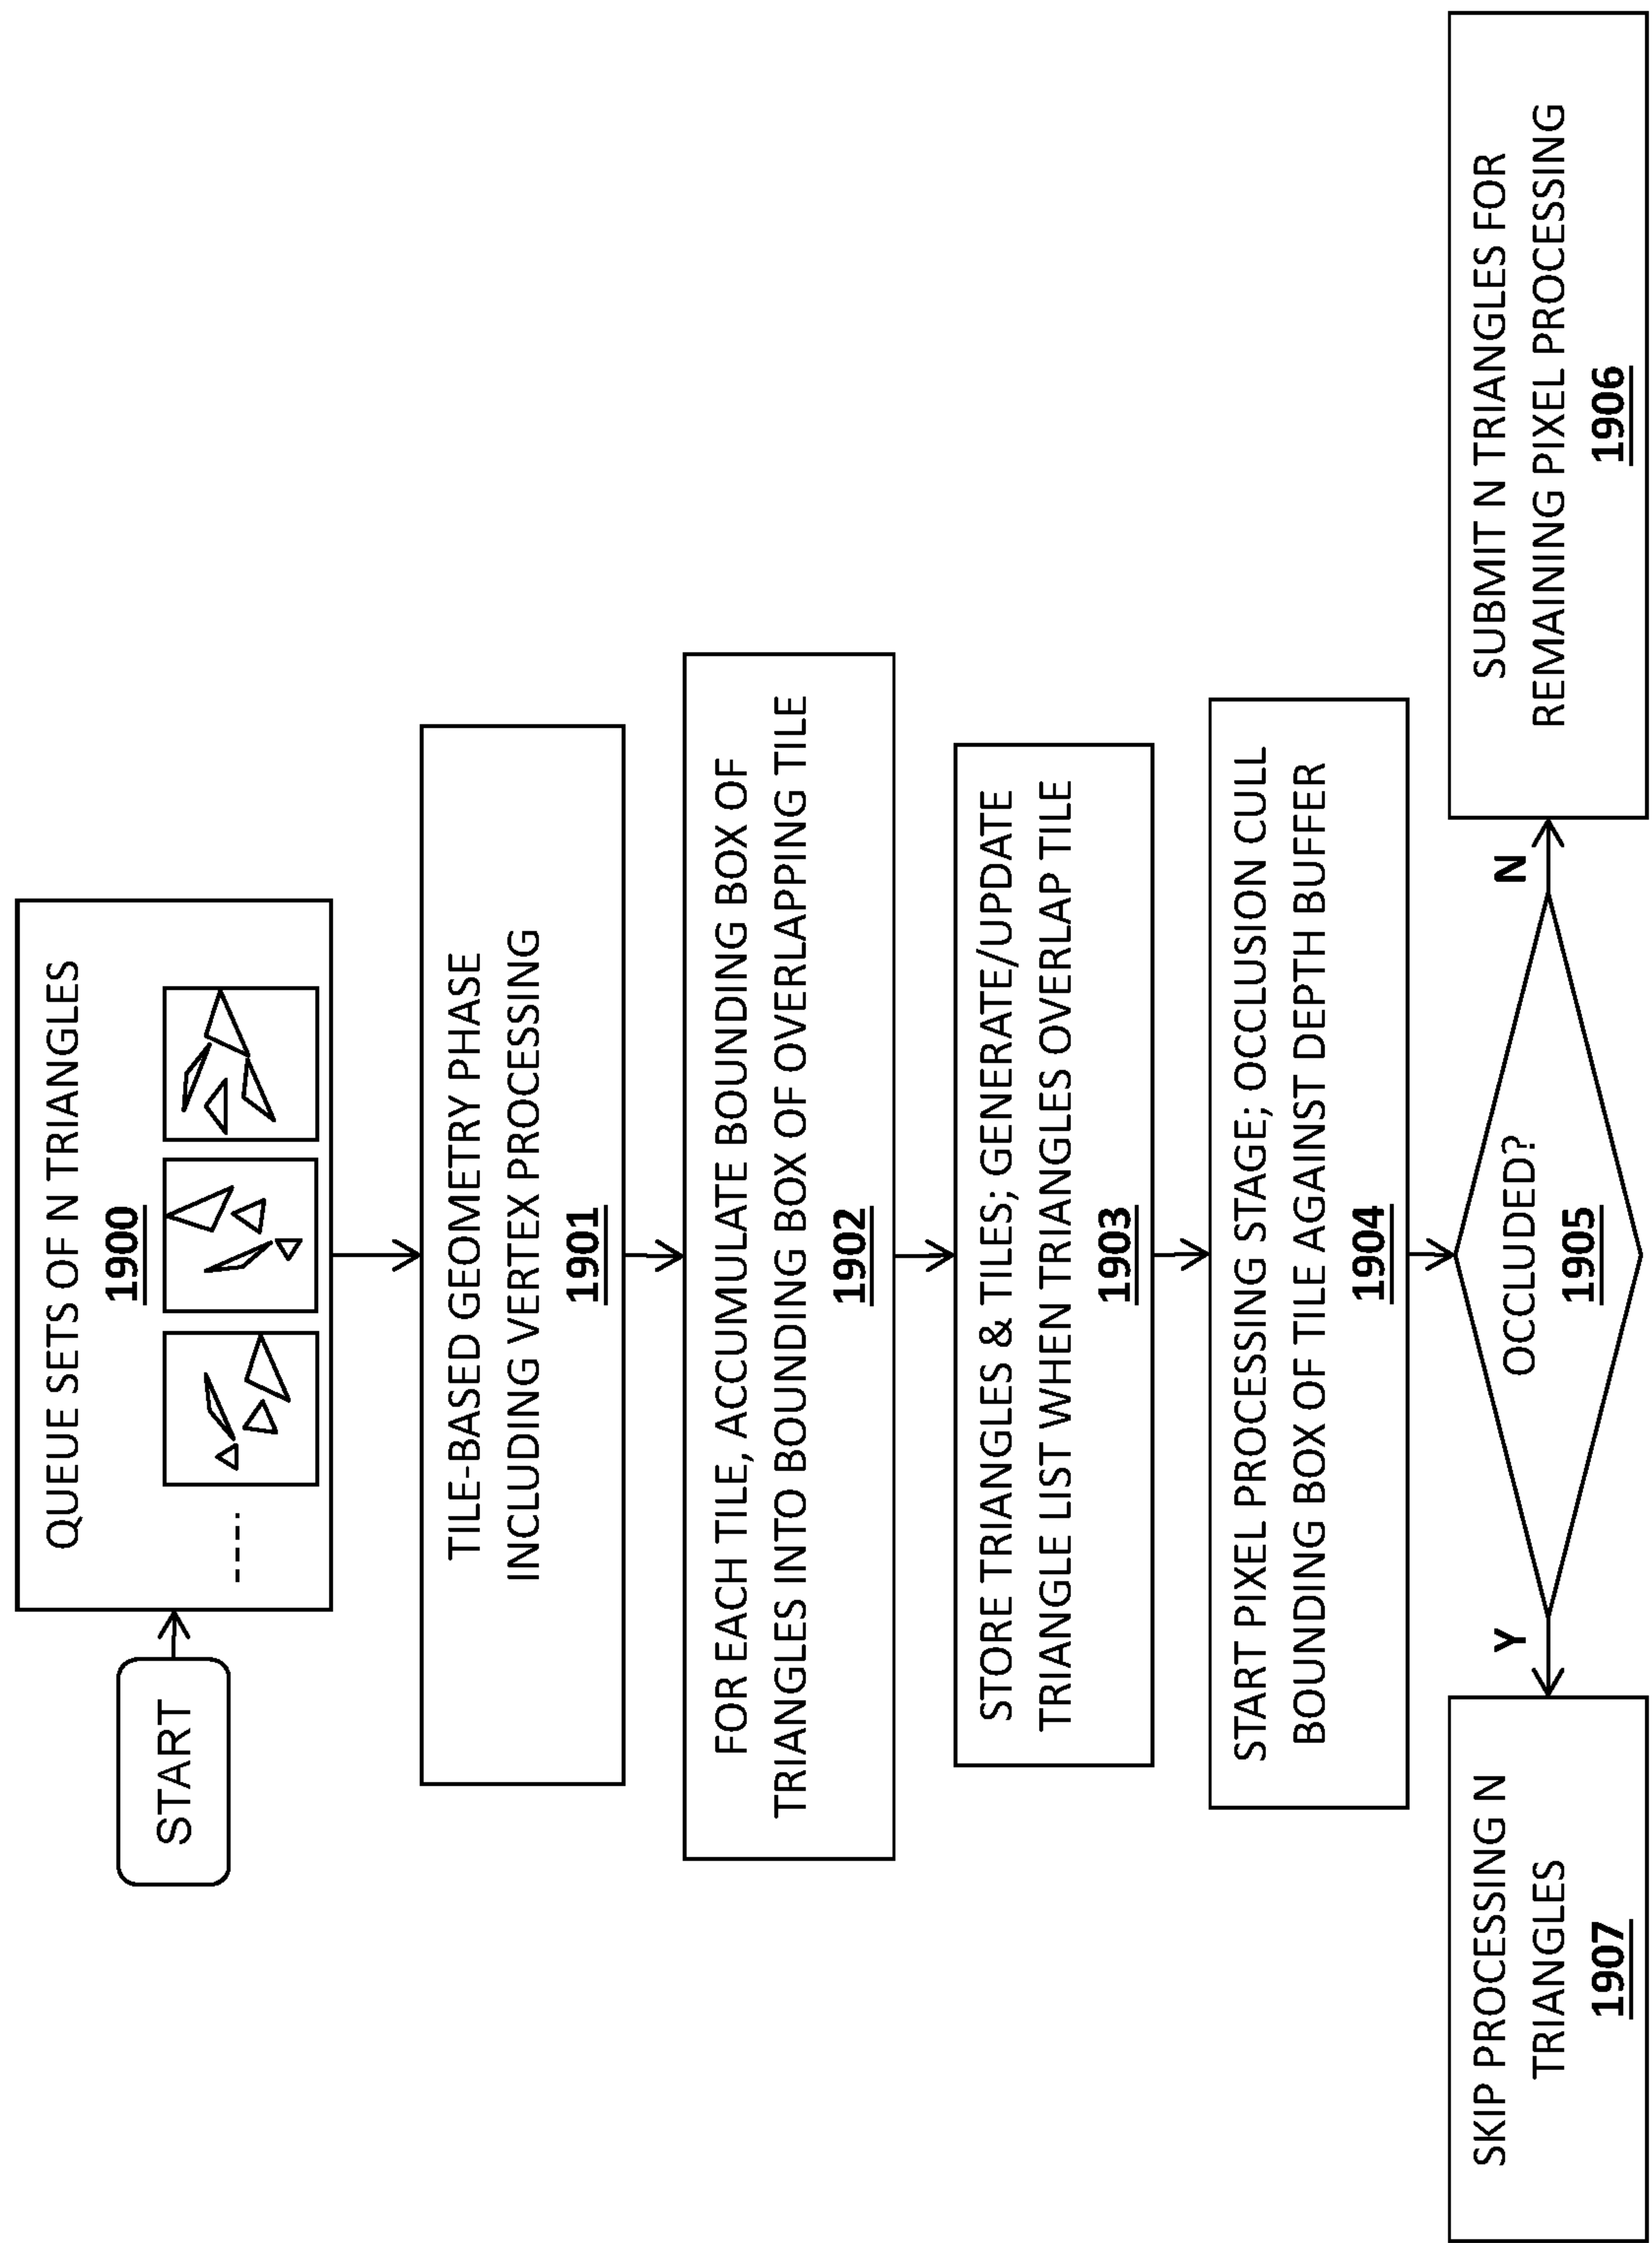 START
QUEUE SETS OF N TRIANGLES
1900
TILE-BASED GEOMETRY PHASE
INCLUDING VERTEX PROCESSING
1901
FOR EACH TILE, ACCUMULATE BOUNDING BOX OF
TRIANGLES INTO BOUNDING BOX OF OVERLAPPING TILE
1902
STORE TRIANGLES & TILES; GENERATE/UPDATE
TRIANGLE LIST WHEN TRIANGLES OVERLAP TILE
1903
START PIXEL PROCESSING STAGE; OCCLUSION CULL
BOUNDING BOX OF TILE AGAINST DEPTH BUFFER
1904
OCCLUDED?
1905
Y
N
SKIP PROCESSING N
TRIANGLES
1907
SUBMIT N TRIANGLES FOR
REMAINING PIXEL PROCESSING
1906